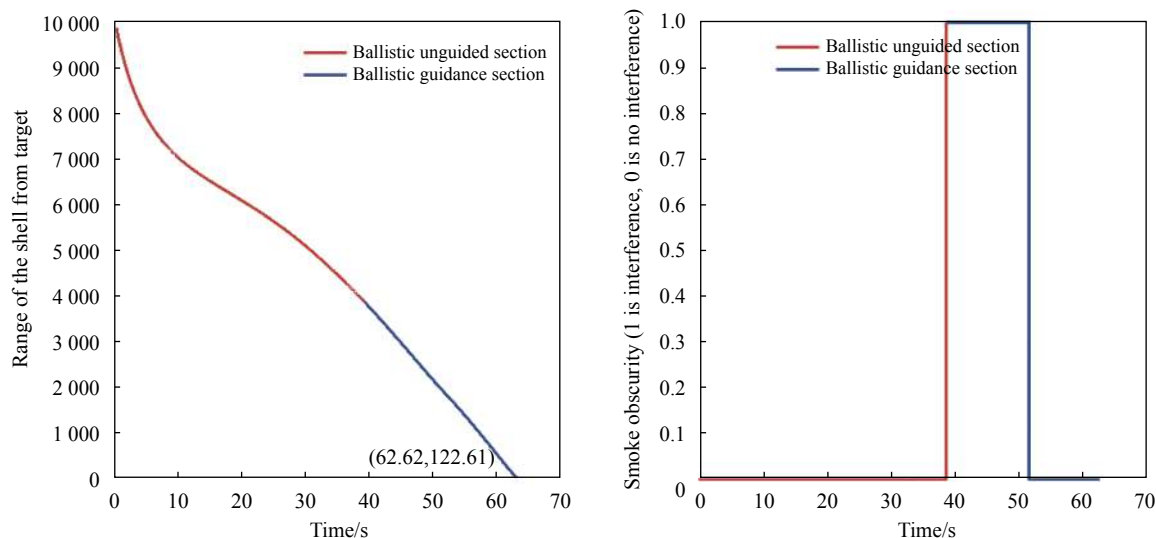 10 000
9 000
8 000
7 000
6 000
5 000
4 000
3 000
2 000
1 000
0
Range of the shell from target
Ballistic unguided section
Ballistic guidance section
(62.62,122.61)
0 10 20 30 40 50 60 70
Time/s
1.0
0.9
0.8
0.7
0.6
0.5
0.4
0.3
0.2
0.1
0
Smoke obscurity (1 is interference, 0 is no interference)
Ballistic unguided section
Ballistic guidance section
0 10 20 30 40 50 60 70
Time/s